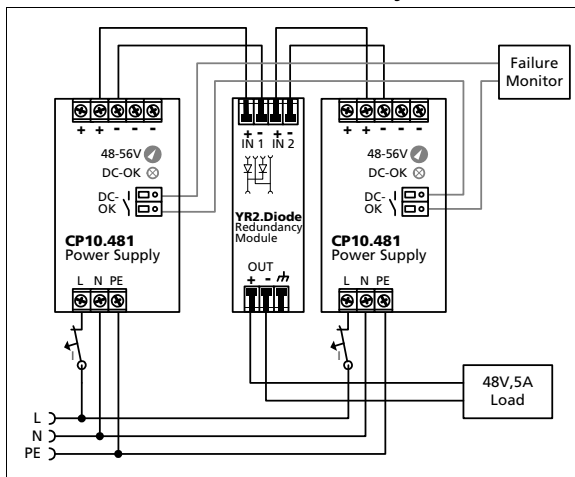 Failure
Monitor
+ + - - -
48-56V
DC-OK
DC-
OK
CP10.481
Power Supply
L N PE
+ - + -
IN 1 IN 2
YR2.Diode
Redundancy
Module
OUT
+ -
+ + - - -
48-56V
DC-OK
DC-
OK
CP10.481
Power Supply
L N PE
I
I
48V,5A
Load
L
N
PE